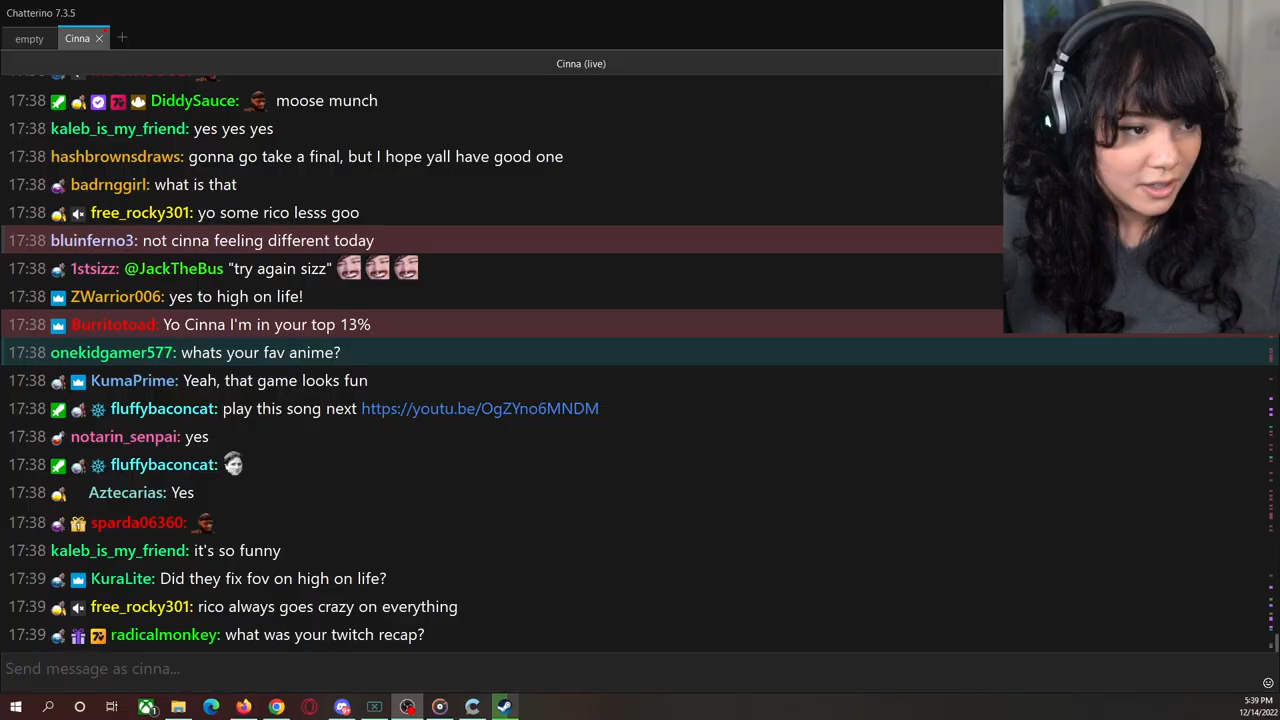 Chatterino 7.3.5
empty
Cinna
Cinna (live)
17:38 DiddySauce: moose munch
17:38 kaleb_is_my_friend: yes yes yes
17:38 hashbrownsdraws: gonna go take a final, but I hope yall have good one
17:38 badrnggirl: what is that
17:38 free_rocky301: yo some rico lesss goo
17:38 bluinferno3: not cinna feeling different today
17:38 1stsizz: @JackTheBus "try again sizz"
17:38 ZWarrior006: yes to high on life!
17:38 Burritotoad: Yo Cinna I'm in your top 13%
17:38 onekidgamer577: whats your fav anime?
17:38 KumaPrime: Yeah, that game looks fun
17:38 fluffybaconcat: play this song next https://youtu.be/OgZYno6MNDM
17:38 notarin_senpai: yes
17:38 fluffybaconcat:
17:38 Aztecarias: Yes
17:38 sparda06360:
17:38 kaleb_is_my_friend: it's so funny
17:39 KuraLite: Did they fix fov on high on life?
17:39 free_rocky301: rico always goes crazy on everything
17:39 radicalmonkey: what was your twitch recap?
Send message as cinna...
5:39 PM
12/14/2022